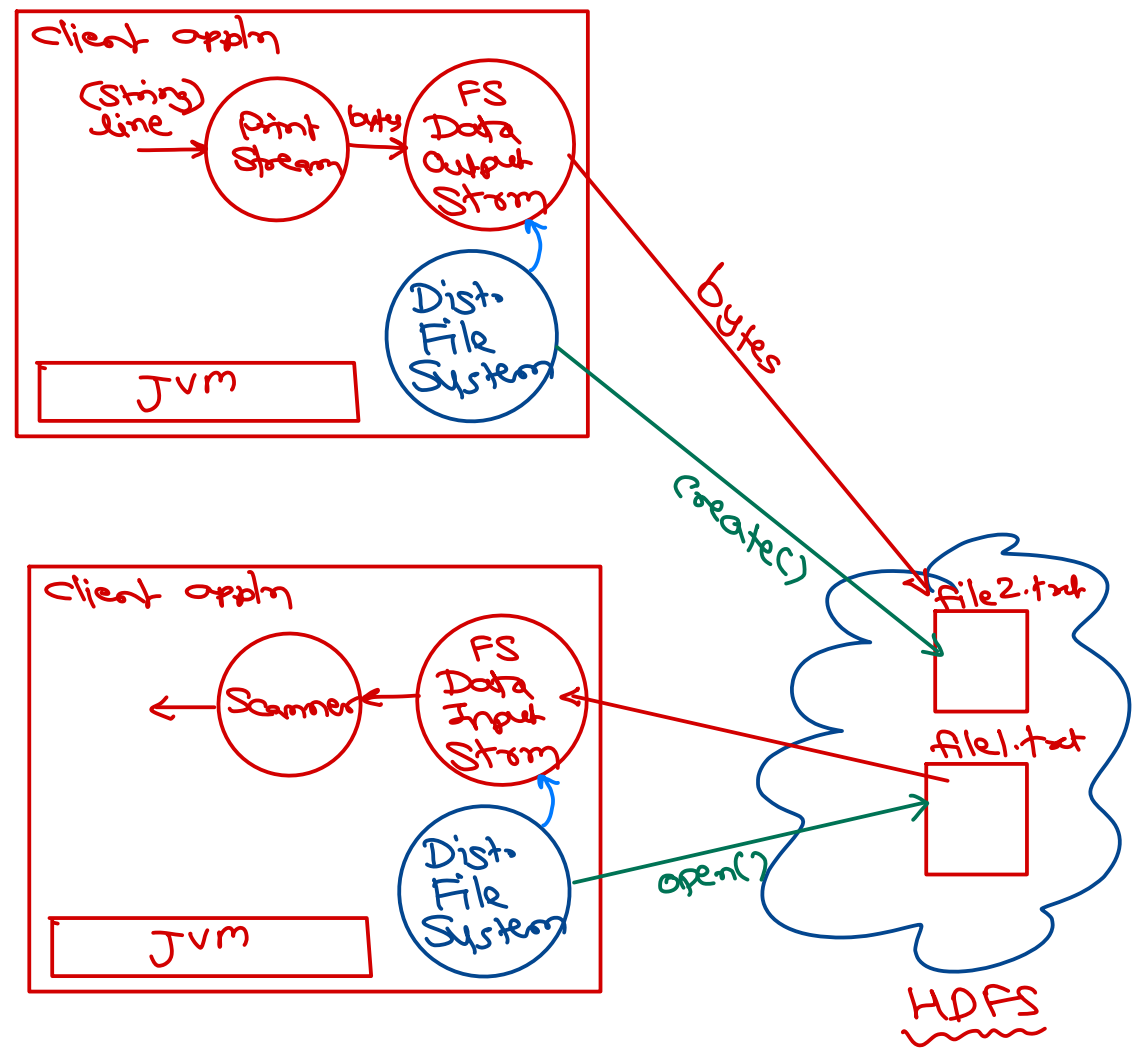 Client appln
(String)
line
Print
Stream
bytes
FS
Data
Output
Strm
Dist.
File
System
JVM
bytes
create()
Client appln
Scanner
FS
Data
Input
Strm
Dist.
File
System
JVM
open()
file2.txt
file1.txt
HDFS